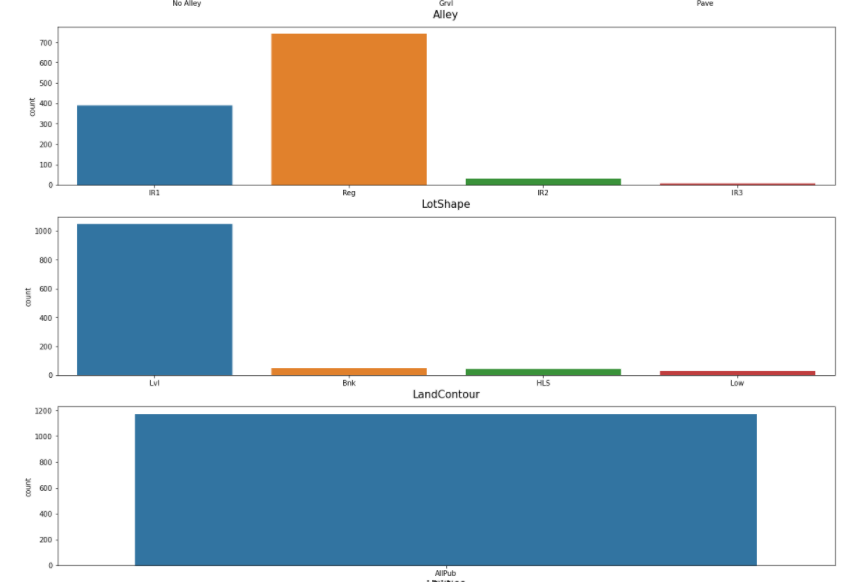 No Alley Grvl Pave
Alley
700
600
500
400
300
200
100
0
count
IR1 Reg IR2 IR3
LotShape
1000
800
600
400
200
0
count
Lvl Bnk HLS Low
LandContour
1200
1000
800
600
400
200
0
count
AllPub